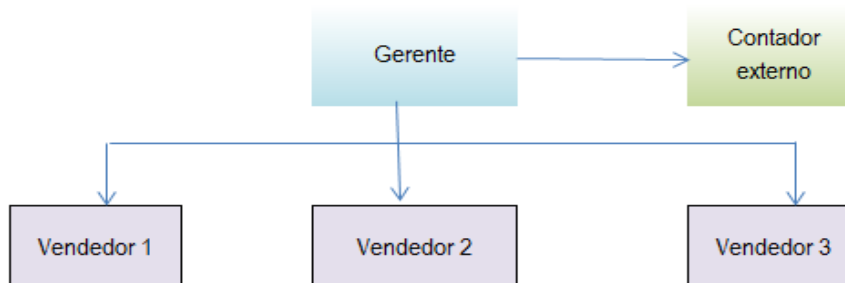 Gerente
Contador
externo
Vendedor 1
Vendedor 2
Vendedor 3